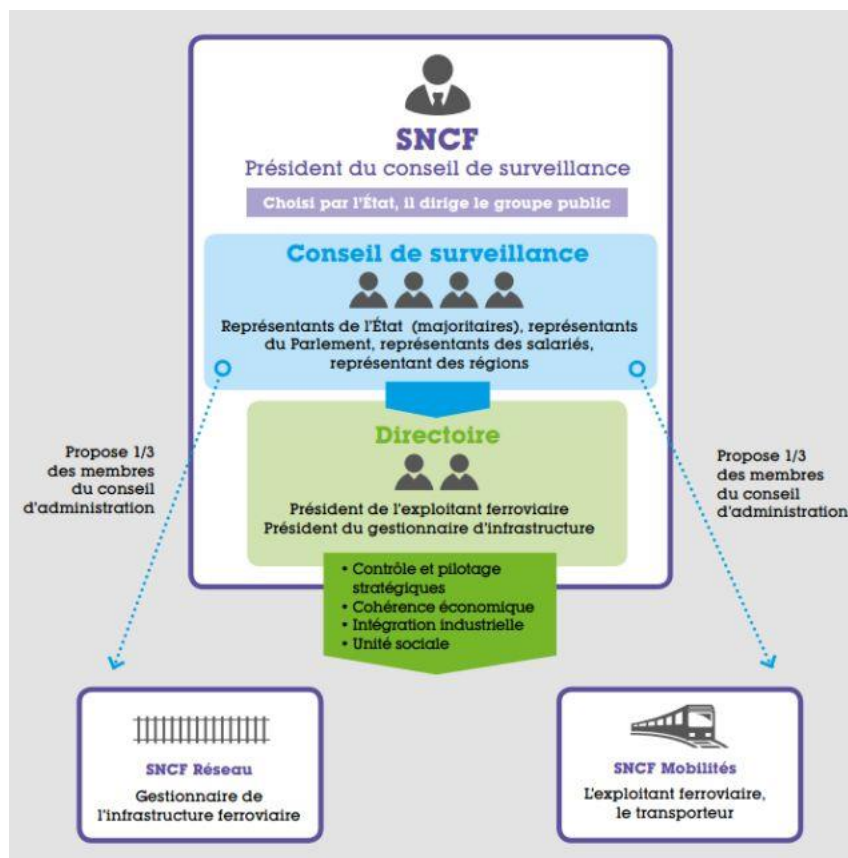 SNCF
Président du conseil de surveillance
Choisi par l'État, il dirige le groupe public
Conseil de surveillance
Représentants de l'État (majoritaires), représentants
du Parlement, représentants des salariés,
représentant des régions
Propose 1/3
des membres
du conseil
d'administration
Directoire
Président de l'exploitant ferroviaire
Président du gestionnaire d'infrastructure
Propose 1/3
des membres
du conseil
d'administration
• Contrôle et pilotage
stratégiques
• Cohérence économique
• Intégration industrielle
• Unité sociale
SNCF Réseau
Gestionnaire de
l'infrastructure ferroviaire
SNCF Mobilités
L'exploitant ferroviaire,
le transporteur